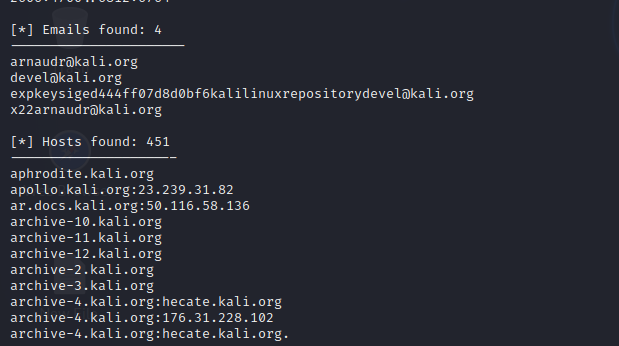 [*] Emails found: 4
----------------------
arnaudr@kali.org
devel@kali.org
expkeysiged444ff07d8d0bf6kalilinuxrepositorydevel@kali.org
x22arnaudr@kali.org
[*] Hosts found: 451
---------------------
aphrodite.kali.org
apollo.kali.org:23.239.31.82
ar.docs.kali.org:50.116.58.136
archive-10.kali.org
archive-11.kali.org
archive-12.kali.org
archive-2.kali.org
archive-3.kali.org
archive-4.kali.org:hecate.kali.org
archive-4.kali.org:176.31.228.102
archive-4.kali.org:hecate.kali.org.